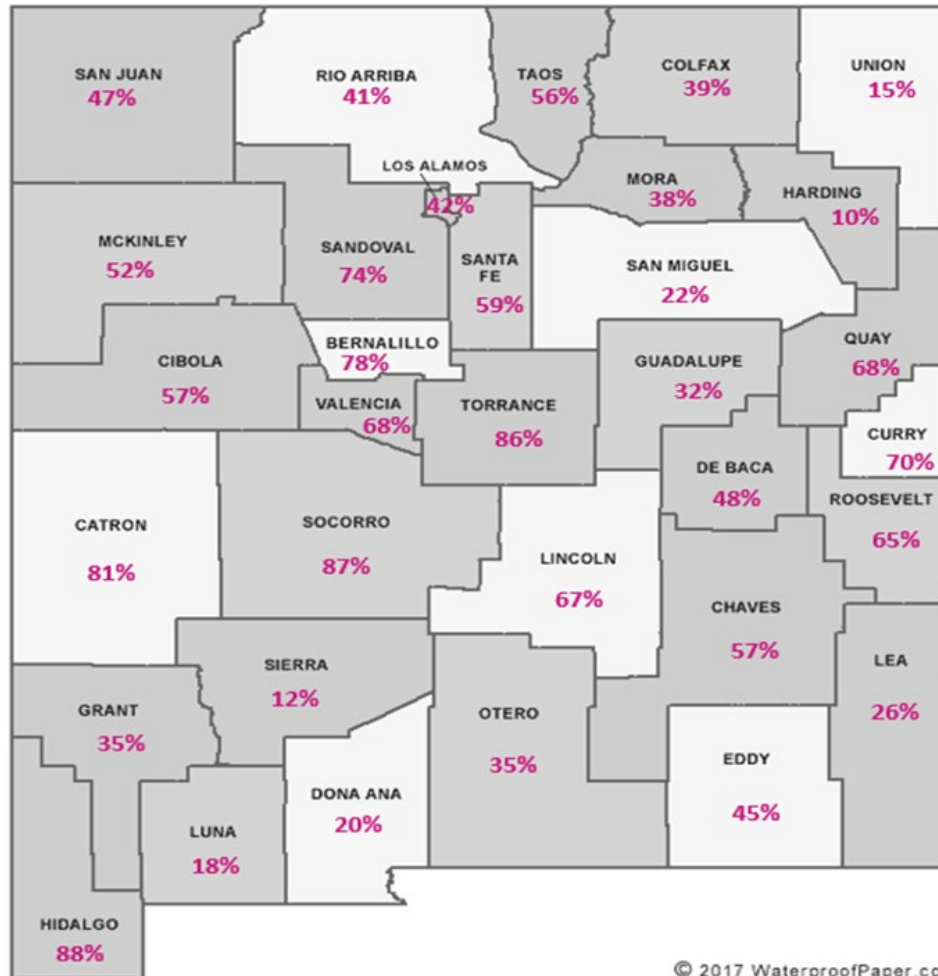 SAN JUAN
47%
RIO ARRIBA
41%
TAOS
56%
COLFAX
39%
UNION
15%
LOS ALAMOS
42%
MORA
38%
HARDING
10%
MCKINLEY
52%
SANDOVAL
74%
SANTA
FE
59%
SAN MIGUEL
22%
CIBOLA
57%
BERNALILLO
78%
VALENCIA
68%
TORRANCE
86%
GUADALUPE
32%
QUAY
68%
CURRY
70%
DE BACA
48%
ROOSEVELT
65%
CATRON
81%
SOCORRO
87%
LINCOLN
67%
CHAVES
57%
LEA
26%
GRANT
35%
SIERRA
12%
OTERO
35%
EDDY
45%
DONA ANA
20%
LUNA
18%
HIDALGO
88%
© 2017 WaterproofPaper.co